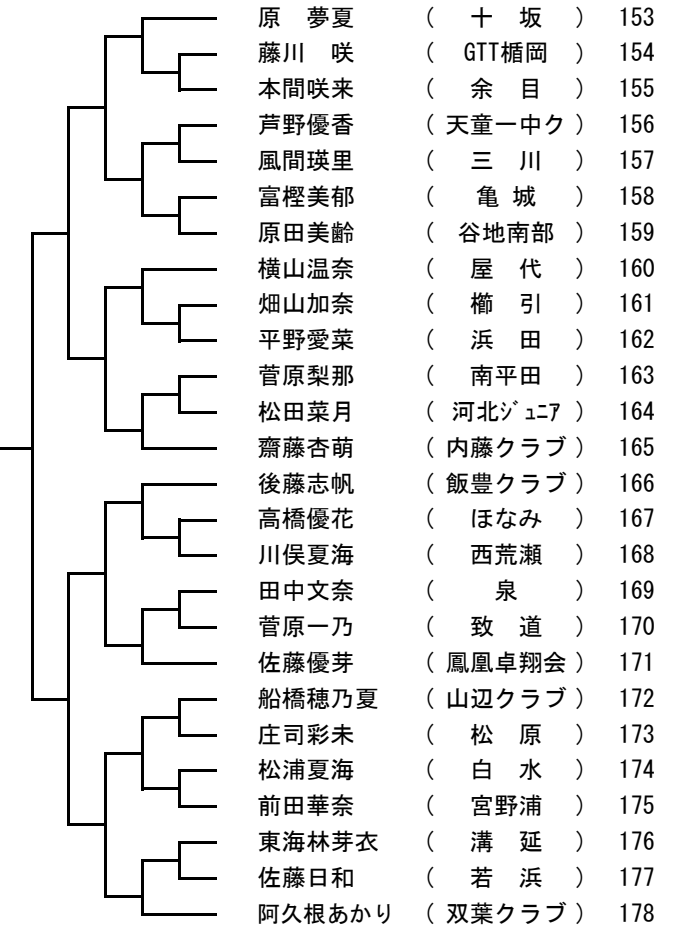 原　夢夏　（　十　坂　）　153
藤川　咲　（　GTT楯岡　）　154
本間咲来　（　余　目　）　155
芦野優香　（ 天童一中ク ）　156
風間瑛里　（　三　川　）　157
富樫美郁　（　亀 城　）　158
原田美齢　（　谷地南部　）　159
横山温奈　（　屋　代　）　160
畑山加奈　（　櫛　引　）　161
平野愛菜　（　浜　田　）　162
菅原梨那　（　南平田　）　163
松田菜月　（ 河北ｼﾞｭﾆｱ ）　164
齋藤杏萌　（ 内藤クラブ ）　165
後藤志帆　（ 飯豊クラブ ）　166
高橋優花　（　ほなみ　）　167
川俣夏海　（　西荒瀬　）　168
田中文奈　（　泉　）　169
菅原一乃　（　致　道　）　170
佐藤優芽　（ 鳳凰卓翔会 ）　171
船橋穂乃夏　（ 山辺クラブ ）　172
庄司彩未　（　松　原　）　173
松浦夏海　（　白　水　）　174
前田華奈　（　宮野浦　）　175
東海林芽衣　（　溝　延　）　176
佐藤日和　（　若　浜　）　177
阿久根あかり　（ 双葉クラブ ）　178